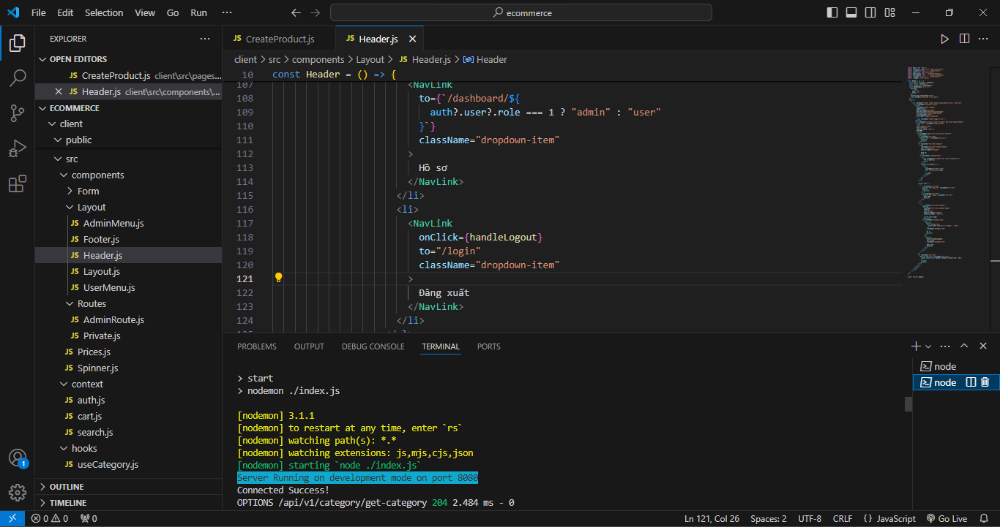 File Edit Selection View Go Run ···
ecommerce
EXPLORER ···
OPEN EDITORS
JS CreateProduct.js client\src\pages...
JS Header.js client\src\components\...
ECOMMERCE
client
public
src
components
Form
Layout
JS AdminMenu.js
JS Footer.js
JS Header.js
JS Layout.js
JS UserMenu.js
Routes
JS AdminRoute.js
JS Private.js
JS Prices.js
JS Spinner.js
context
JS auth.js
JS cart.js
JS search.js
hooks
JS useCategory.js
OUTLINE
TIMELINE
1
JS CreateProduct.js
JS Header.js
client > src > components > Layout > JS Header.js > Header
10 const Header = () => {
107 <NavLink
108 to={`/dashboard/${
109 auth?.user?.role === 1 ? "admin" : "user"
110 }`}
111 className="dropdown-item"
112 >
113 Hồ sơ
114 </NavLink>
115 </li>
116 <li>
117 <NavLink
118 onClick={handleLogout}
119 to="/login"
120 className="dropdown-item"
121 >
122 Đăng xuất
123 </NavLink>
124 </li>
PROBLEMS OUTPUT DEBUG CONSOLE TERMINAL PORTS
> start
> nodemon ./index.js
[nodemon] 3.1.1
[nodemon] to restart at any time, enter `rs`
[nodemon] watching path(s): *.*
[nodemon] watching extensions: js,mjs,cjs,json
[nodemon] starting `node ./index.js`
Server Running on development mode on port 8080
Connected Success!
OPTIONS /api/v1/category/get-category 204 2.484 ms - 0
node
node
0 0 0 Ln 121, Col 26 Spaces: 2 UTF-8 CRLF {} JavaScript Go Live